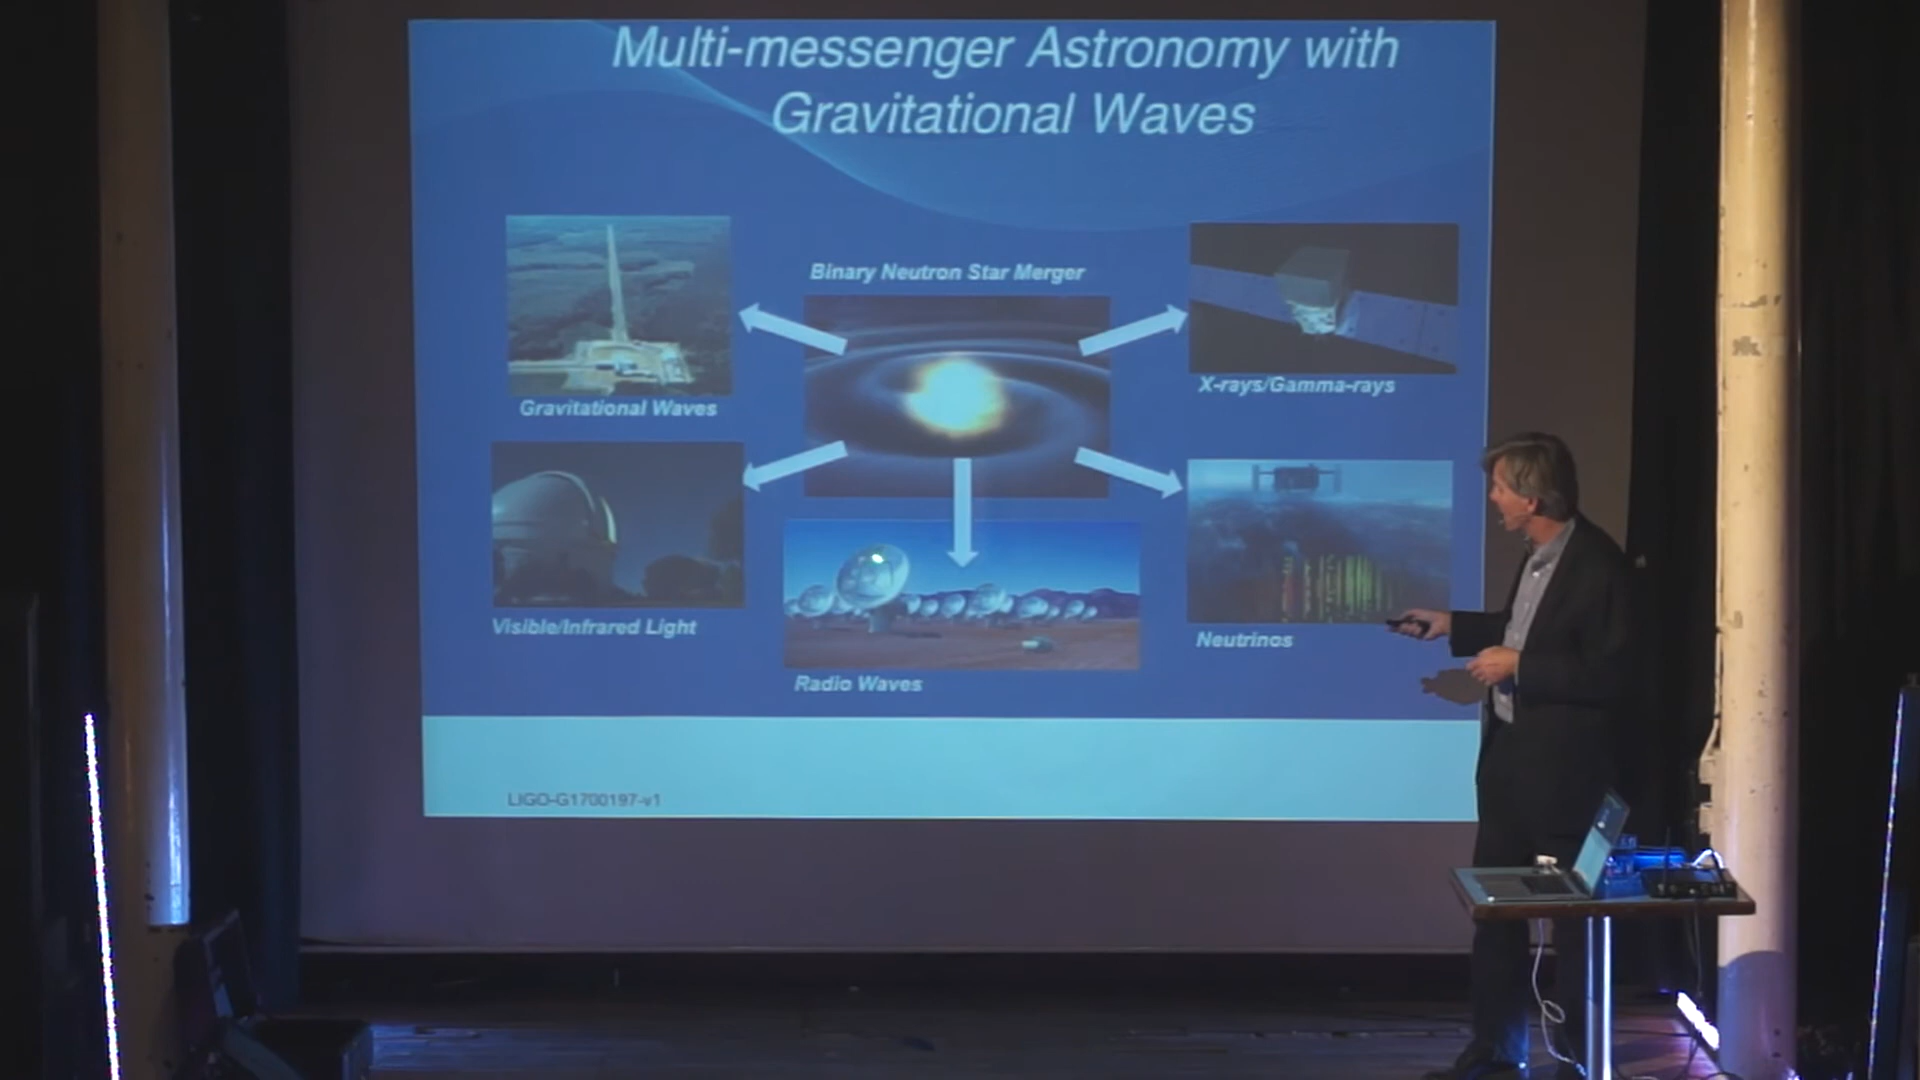 Multi-messenger Astronomy with
Gravitational Waves
Binary Neutron Star Merger
Gravitational Waves
X-rays/Gamma-rays
Visible/Infrared Light
Radio Waves
Neutrinos
LIGO-G1700197-v1